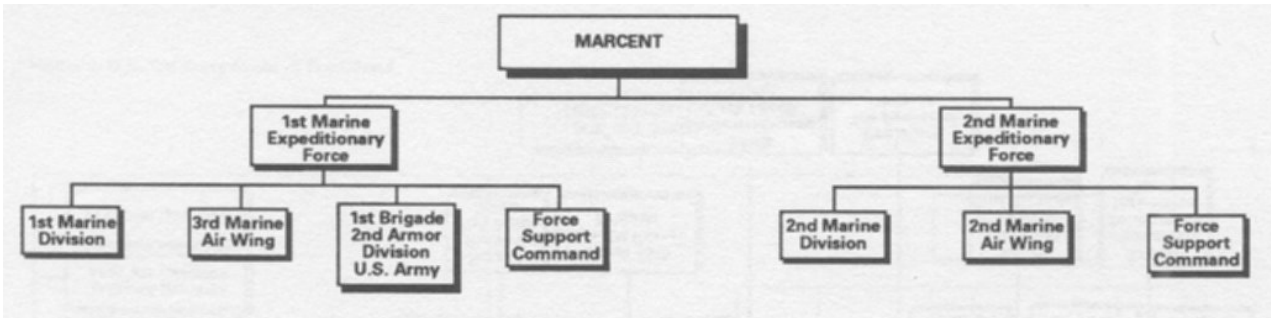 MARCENT
1st Marine
Expeditionary
Force
2nd Marine
Expeditionary
Force
1st Marine
Division
3rd Marine
Air Wing
1st Brigade
2nd Armor
Division
U.S. Army
Force
Support
Command
2nd Marine
Division
2nd Marine
Air Wing
Force
Support
Command